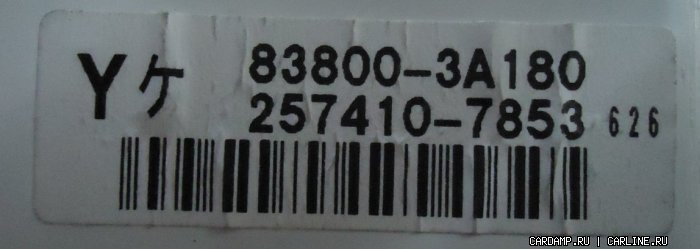 Yケ 83800-3A180
257410-7853 626
CARDAMP.RU | CARLINE.RU